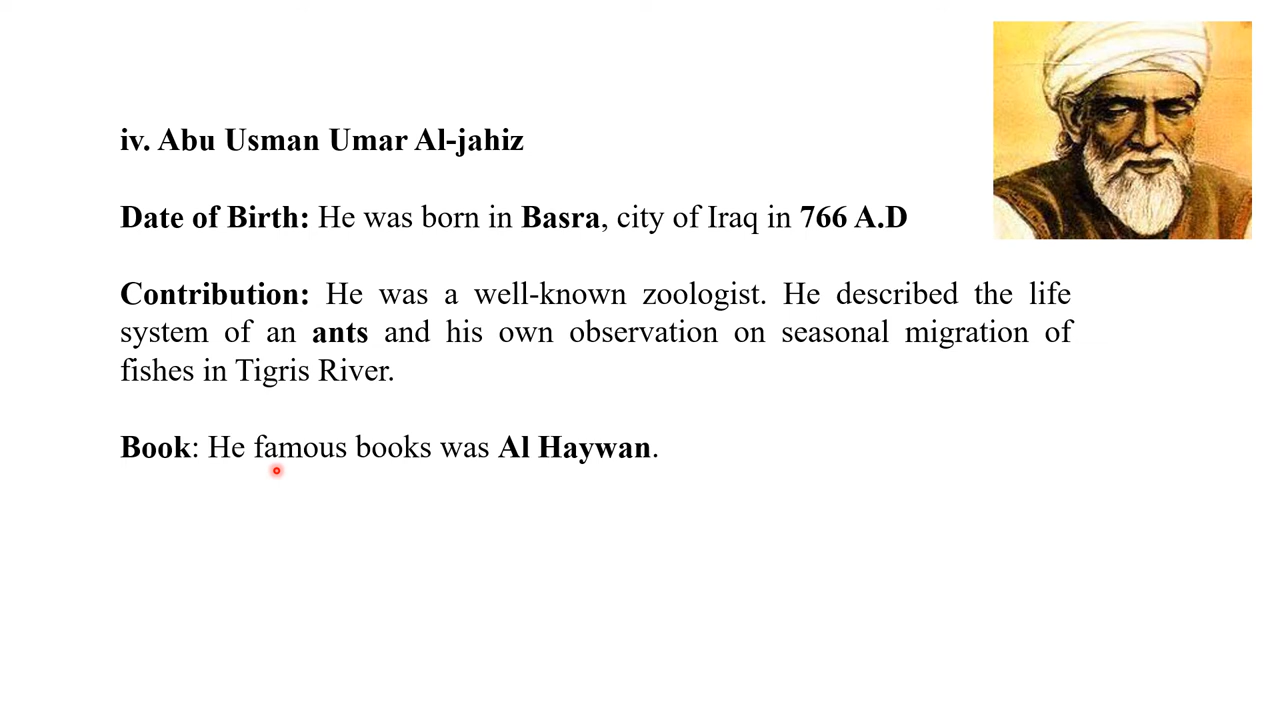 iv. Abu Usman Umar Al-jahiz
Date of Birth: He was born in Basra, city of Iraq in 766 A.D
Contribution: He was a well-known zoologist. He described the life
system of an ants and his own observation on seasonal migration of
fishes in Tigris River.
Book: He famous books was Al Haywan.